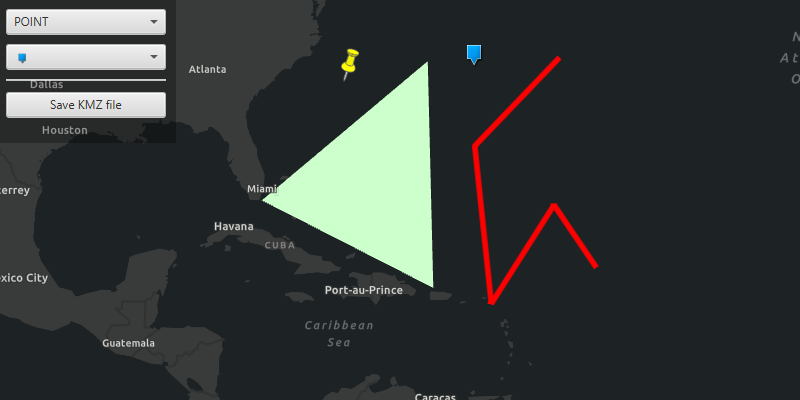 POINT
Dallas
Save KMZ file
Houston
Atlanta
Miami
Havana
CUBA
Port-au-Prince
Caribbean
Sea
Guatemala
Caracas
xico City
errey
N
At
O